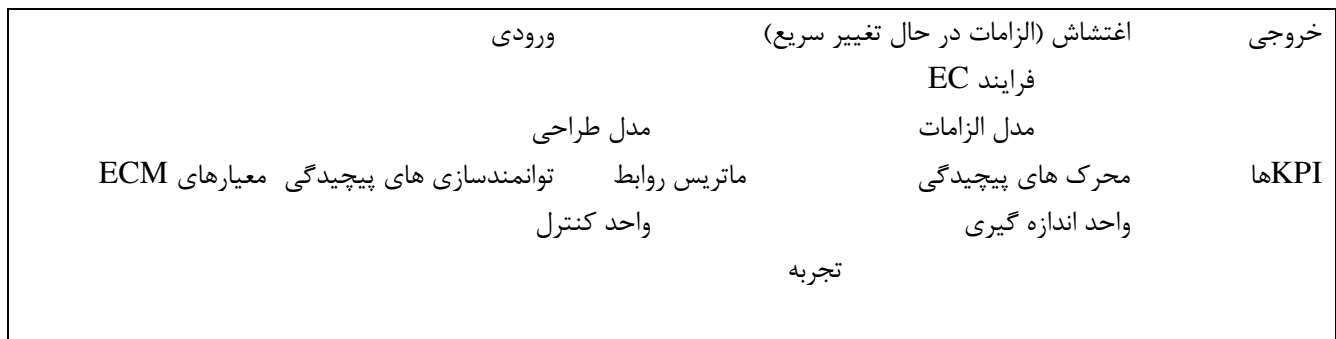 خروجی اغتشاش (الزامات در حال تغییر سریع) ورودی
فرایند EC
مدل الزامات مدل طراحی
KPIها محرک های پیچیدگی ماتریس روابط توانمندسازی های پیچیدگی معیارهای ECM
واحد اندازه گیری واحد کنترل
تجربه